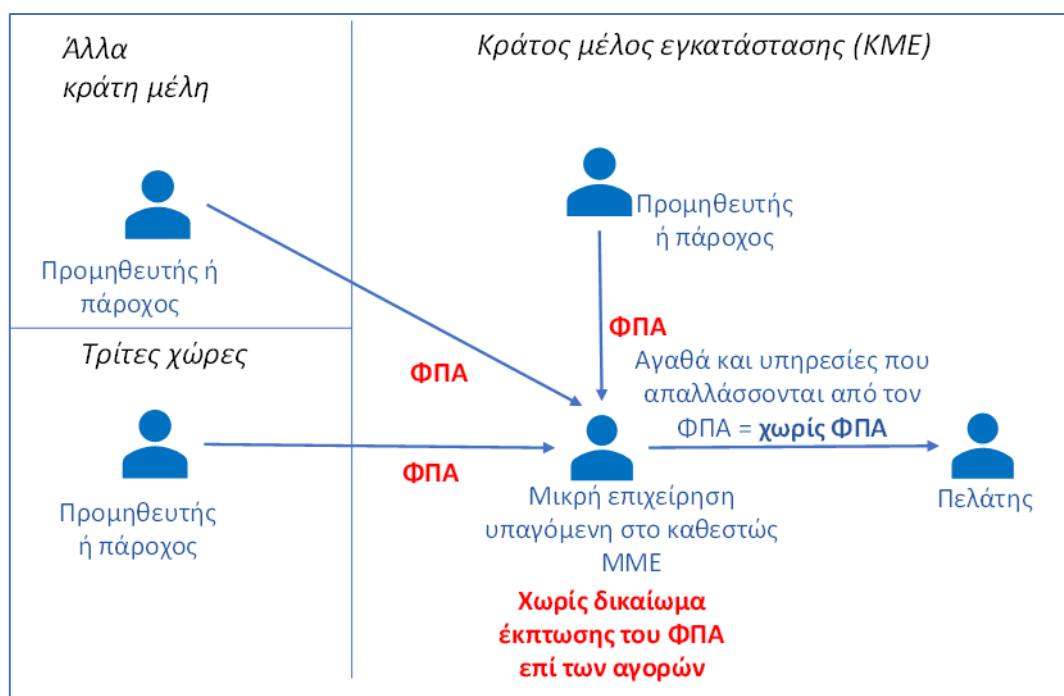 Άλλα
κράτη μέλη
Κράτος μέλος εγκατάστασης (ΚΜΕ)
Προμηθευτής ή
πάροχος
Προμηθευτής
ή πάροχος
Τρίτες χώρες
ΦΠΑ
ΦΠΑ
Αγαθά και υπηρεσίες που
απαλλάσσονται από τον
ΦΠΑ = χωρίς ΦΠΑ
ΦΠΑ
Προμηθευτής
ή πάροχος
Μικρή επιχείρηση
υπαγόμενη στο καθεστώς
ΜΜΕ
Πελάτης
Χωρίς δικαίωμα
έκπτωσης του ΦΠΑ
επί των αγορών